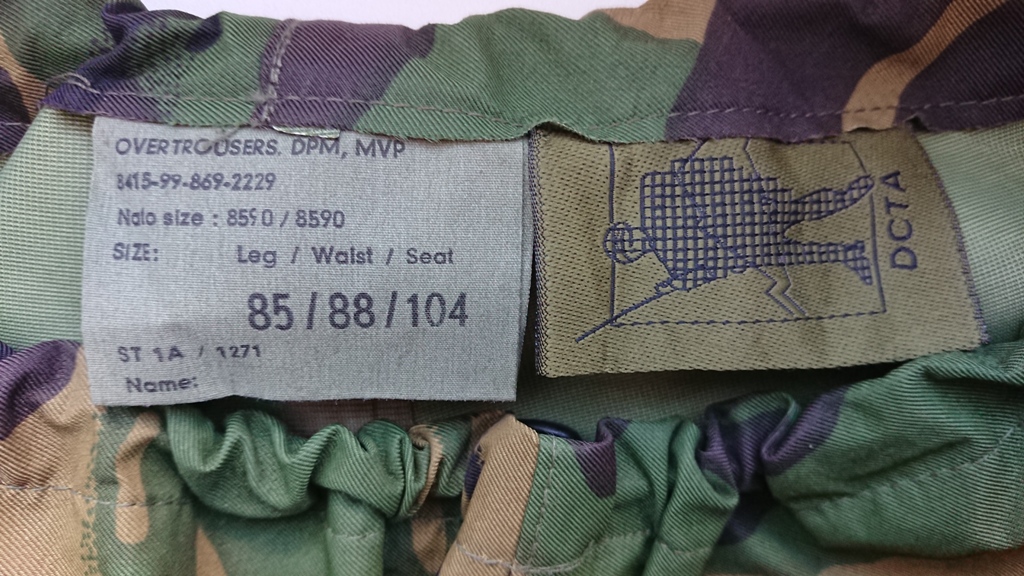 OVERTROUSERS. DPM, MVP
8415-99-869-2229
Nato size : 8590 / 8590
SIZE: Leg / Waist / Seat
85 / 88 / 104
ST 1A / 1271
Name:
DCTA